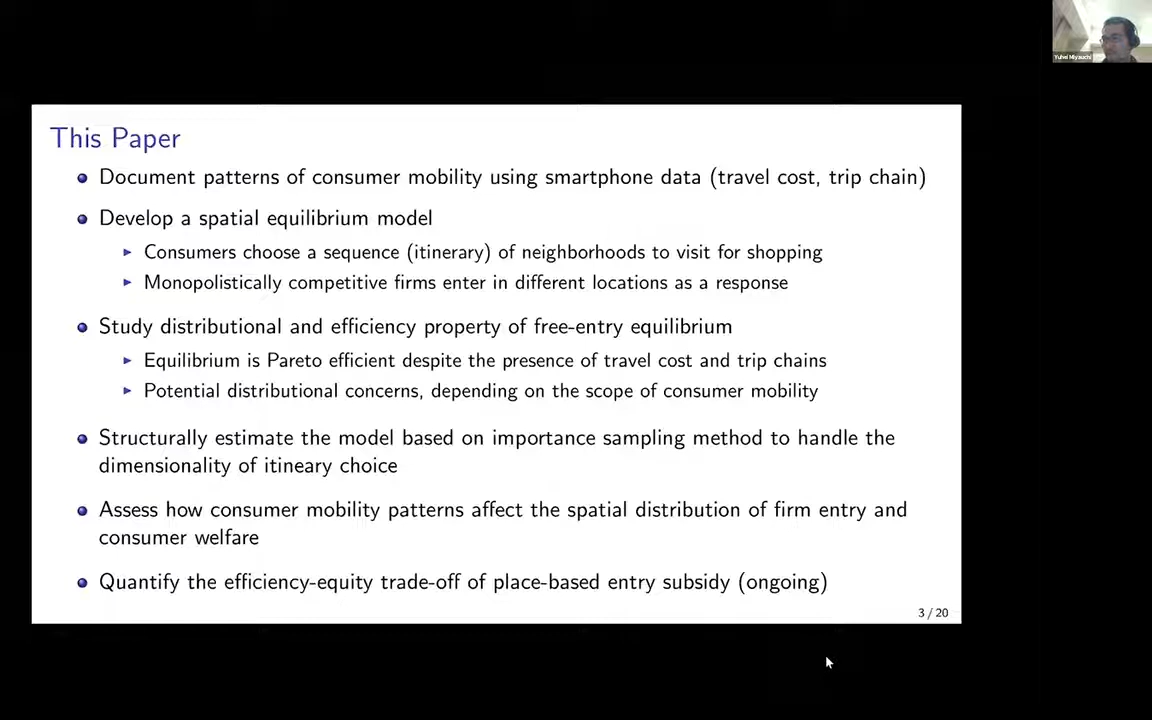 Yuhei Miyauchi
This Paper
Document patterns of consumer mobility using smartphone data (travel cost, trip chain)
Develop a spatial equilibrium model
Consumers choose a sequence (itinerary) of neighborhoods to visit for shopping
Monopolistically competitive firms enter in different locations as a response
Study distributional and efficiency property of free-entry equilibrium
Equilibrium is Pareto efficient despite the presence of travel cost and trip chains
Potential distributional concerns, depending on the scope of consumer mobility
Structurally estimate the model based on importance sampling method to handle the
dimensionality of itineary choice
Assess how consumer mobility patterns affect the spatial distribution of firm entry and
consumer welfare
Quantify the efficiency-equity trade-off of place-based entry subsidy (ongoing)
3 / 20